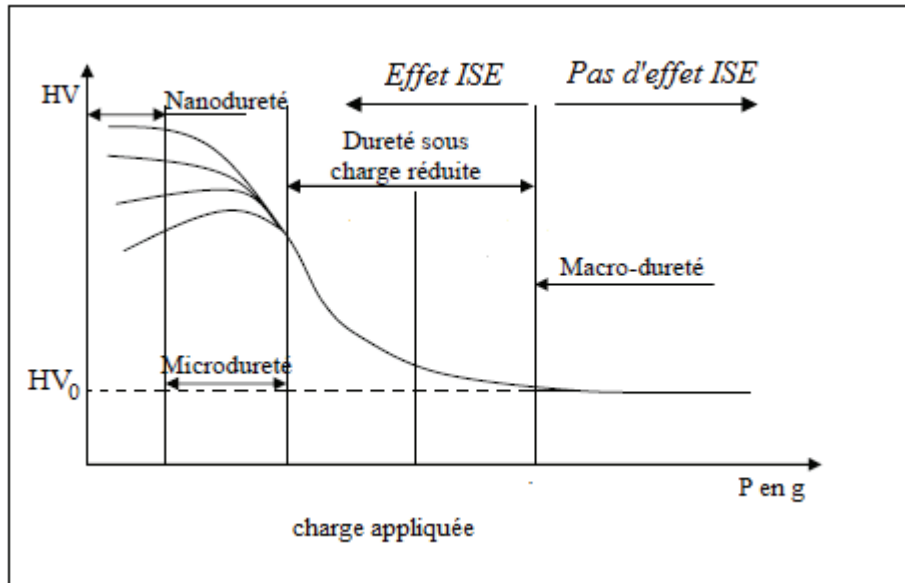 Effet ISE
Pas d'effet ISE
HV
Nanodureté
Dureté sous
charge réduite
Macro-dureté
Microdureté
HV0
P en g
charge appliquée